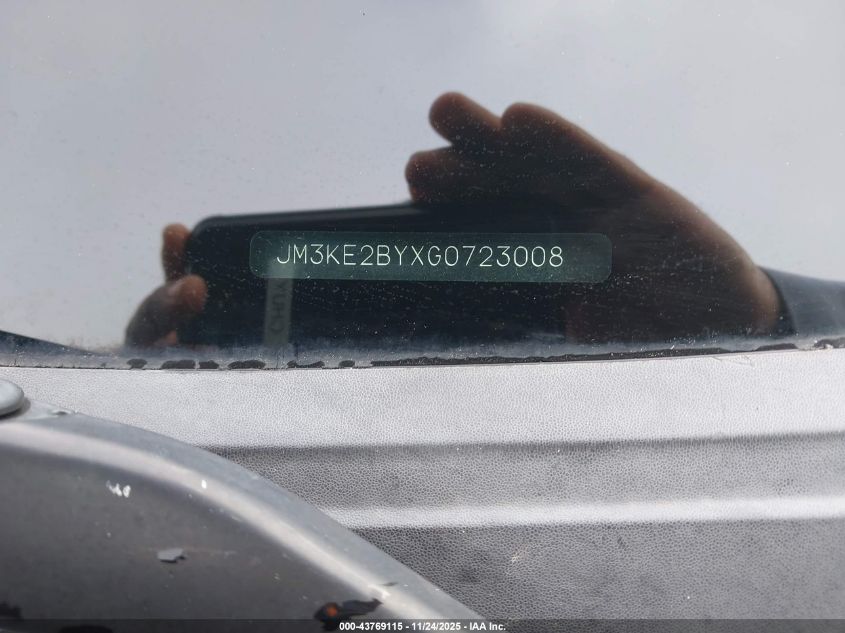 JM3KE2BYXG0723008
000-43769115 - 11/24/2025 - IAA Inc.